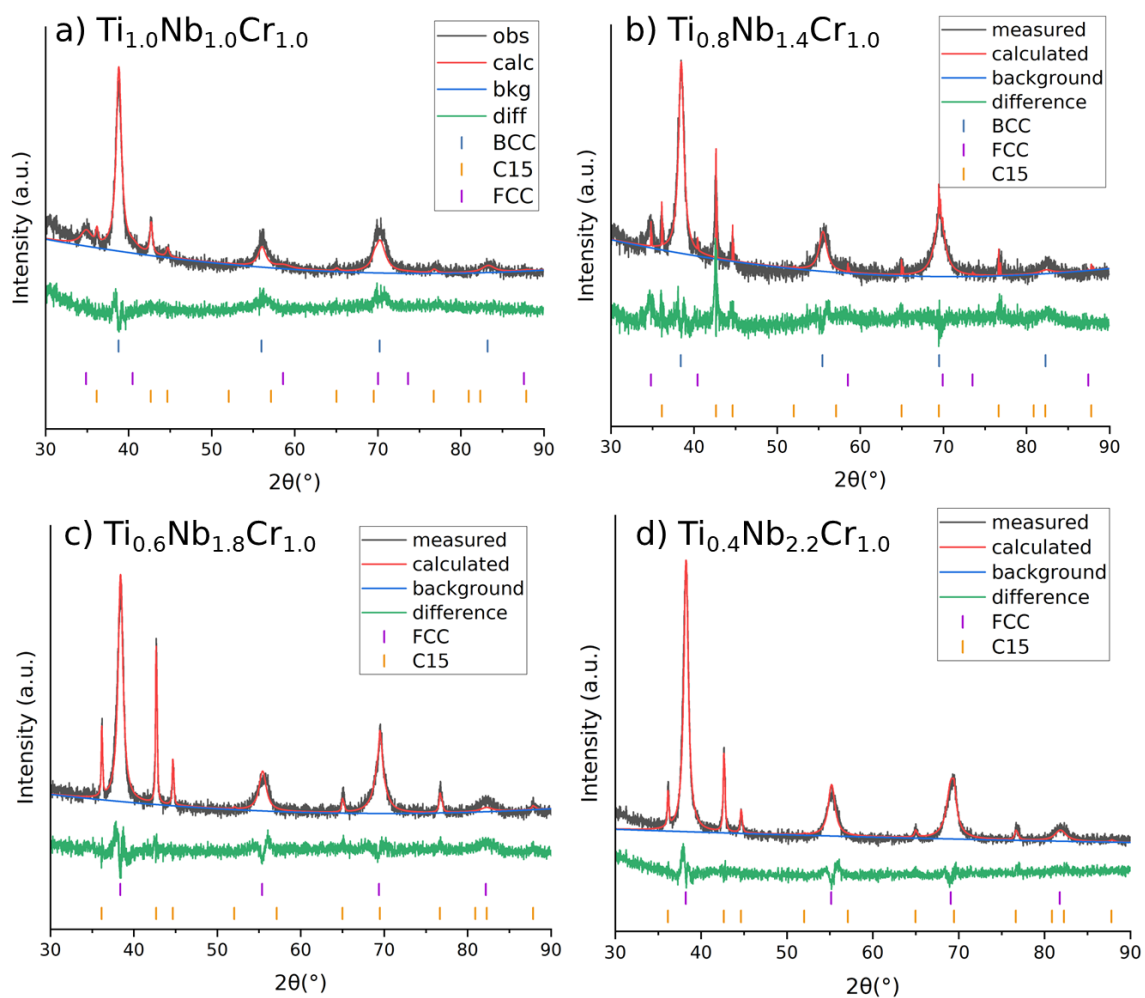 a) Ti1.0Nb1.0Cr1.0
obs
calc
bkg
diff
BCC
C15
FCC
Intensity (a.u.)
30 40 50 60 70 80 90
2θ(°)
b) Ti0.8Nb1.4Cr1.0
measured
calculated
background
difference
BCC
FCC
C15
Intensity (a.u.)
30 40 50 60 70 80 90
2θ(°)
c) Ti0.6Nb1.8Cr1.0
measured
calculated
background
difference
FCC
C15
Intensity (a.u.)
30 40 50 60 70 80 90
2θ(°)
d) Ti0.4Nb2.2Cr1.0
measured
calculated
background
difference
FCC
C15
Intensity (a.u.)
30 40 50 60 70 80 90
2θ(°)